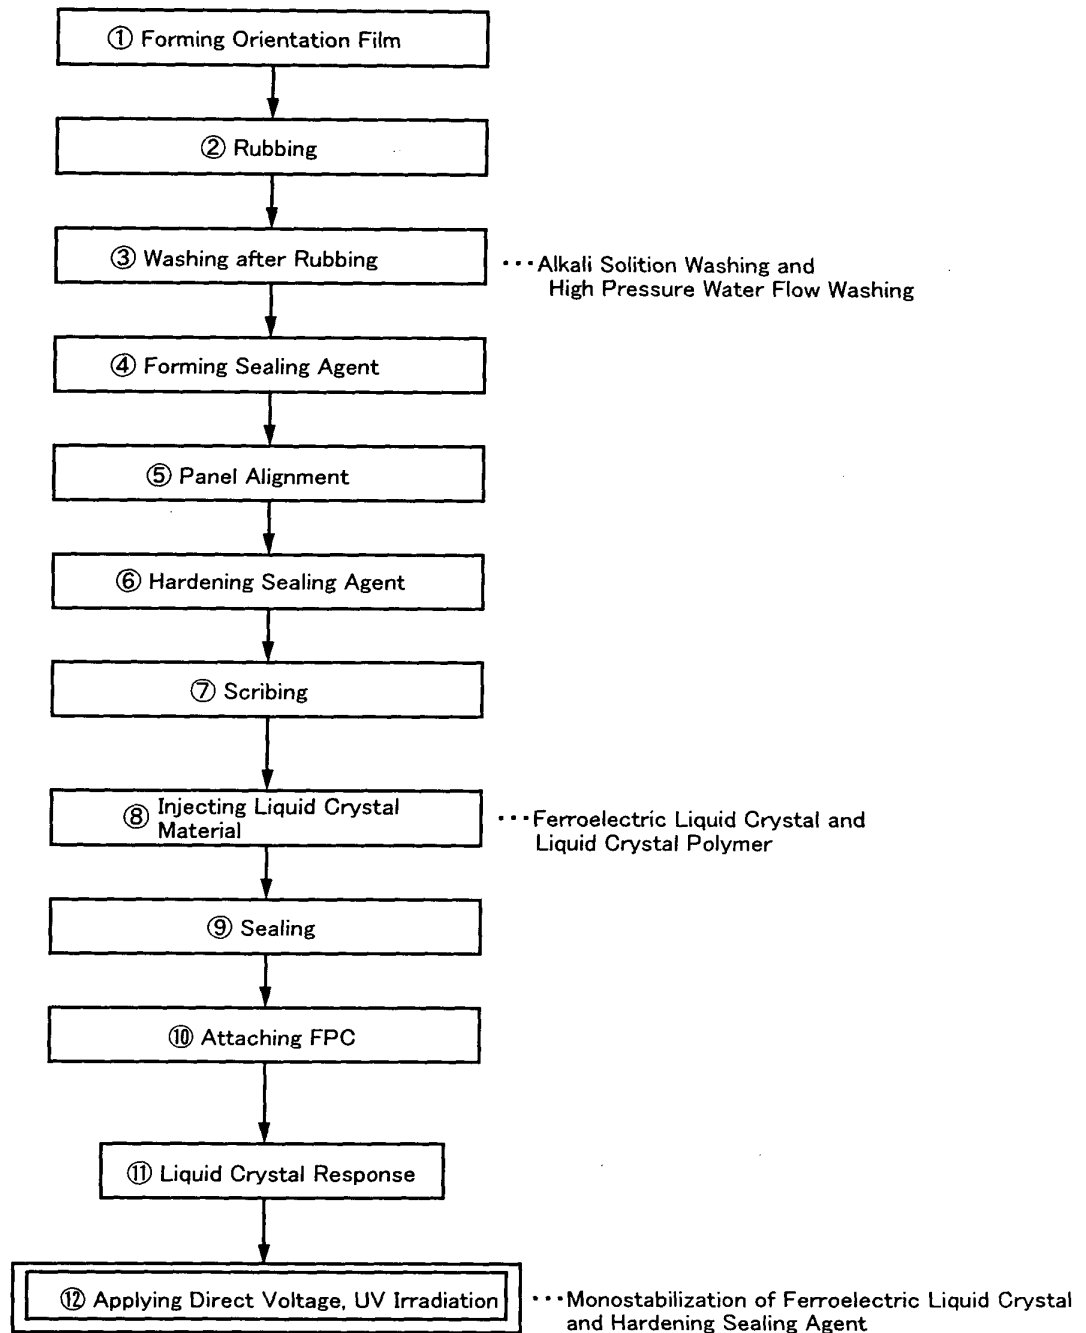 ① Forming Orientation Film
② Rubbing
③ Washing after Rubbing
･･･Alkali Solition Washing and
High Pressure Water Flow Washing
④ Forming Sealing Agent
⑤ Panel Alignment
⑥ Hardening Sealing Agent
⑦ Scribing
⑧ Injecting Liquid Crystal
Material
･･･Ferroelectric Liquid Crystal and
Liquid Crystal Polymer
⑨ Sealing
⑩ Attaching FPC
⑪ Liquid Crystal Response
⑫ Applying Direct Voltage, UV Irradiation
･･･Monostabilization of Ferroelectric Liquid Crystal
and Hardening Sealing Agent